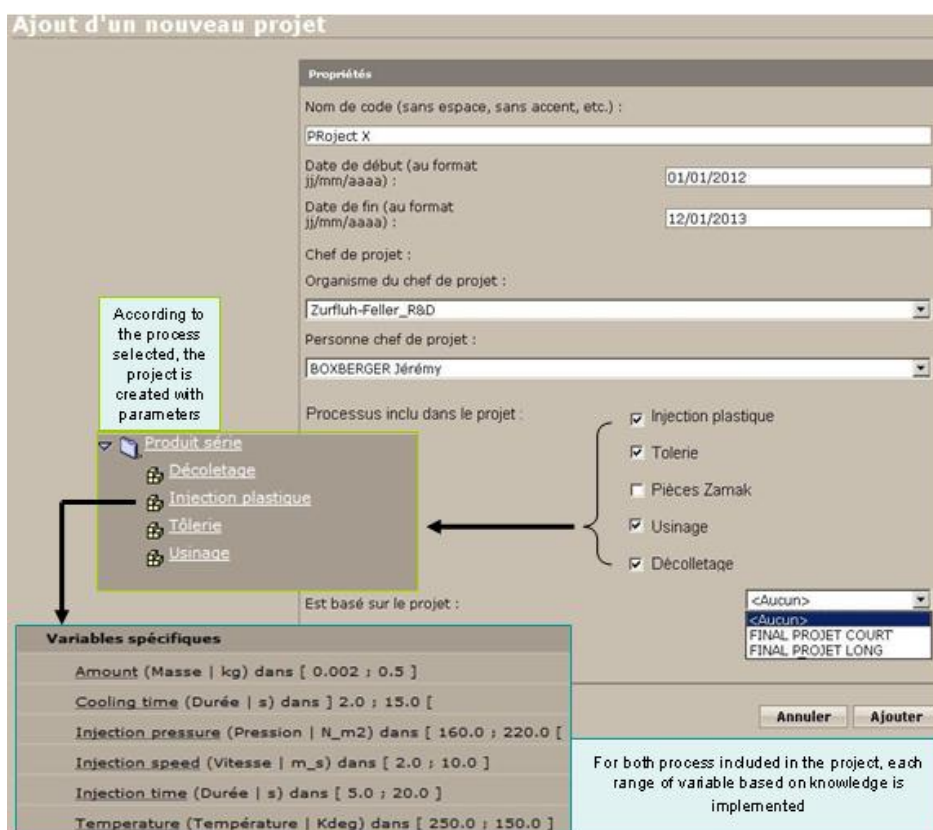 Ajout d'un nouveau projet
Propriétés
Nom de code (sans espace, sans accent, etc.) :
PRoject X
Date de début (au format
jj/mm/aaaa) :
01/01/2012
Date de fin (au format
jj/mm/aaaa) :
12/01/2013
Chef de projet :
Organisme du chef de projet :
Zurfluh-Feller_R&D
Personne chef de projet :
BOXBERGER Jérémy
According to
the process
selected, the
project is
created with
parameters
Processus inclu dans le projet :
Injection plastique
Tolerie
Pièces Zamak
Usinage
Décolletage
Produit série
Décoletage
Injection plastique
Tôlerie
Usinage
Est basé sur le projet :
<Aucun>
<Aucun>
FINAL PROJET COURT
FINAL PROJET LONG
Variables spécifiques
Amount (Masse | kg) dans [ 0.002 ; 0.5 ]
Cooling time (Durée | s) dans ] 2.0 ; 15.0 [
Injection pressure (Pression | N_m2) dans [ 160.0 ; 220.0 [
Injection speed (Vitesse | m_s) dans [ 2.0 ; 10.0 ]
Injection time (Durée | s) dans [ 5.0 ; 20.0 ]
Temperature (Température | Kdeg) dans [ 250.0 ; 150.0 ]
Annuler
Ajouter
For both process included in the project, each
range of variable based on knowledge is
implemented